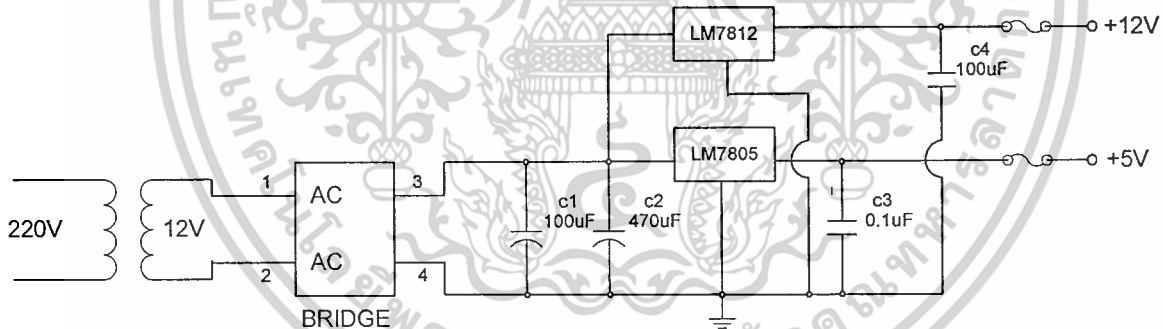 LM7812
+12V
c4
100uF
LM7805
+5V
1
3
AC
c1
100uF
c2
470uF
c3
0.1uF
220V
12V
AC
2
4
BRIDGE